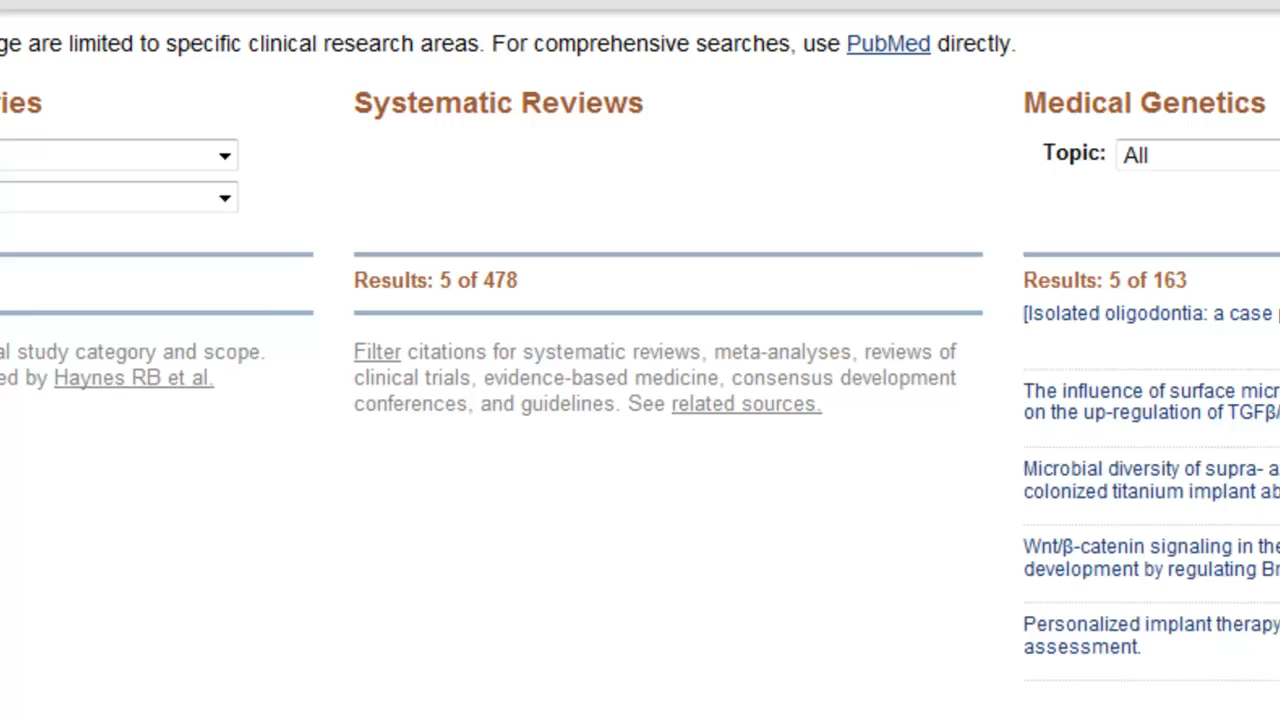 ge are limited to specific clinical research areas. For comprehensive searches, use PubMed directly.
ies
al study category and scope.
ed by Haynes RB et al.
Systematic Reviews
Results: 5 of 478
Filter citations for systematic reviews, meta-analyses, reviews of
clinical trials, evidence-based medicine, consensus development
conferences, and guidelines. See related sources.
Medical Genetics
Topic: All
Results: 5 of 163
[Isolated oligodontia: a case
The influence of surface micr
on the up-regulation of TGFβ/
Microbial diversity of supra- a
colonized titanium implant ab
Wnt/β-catenin signaling in the
development by regulating Br
Personalized implant therapy
assessment.